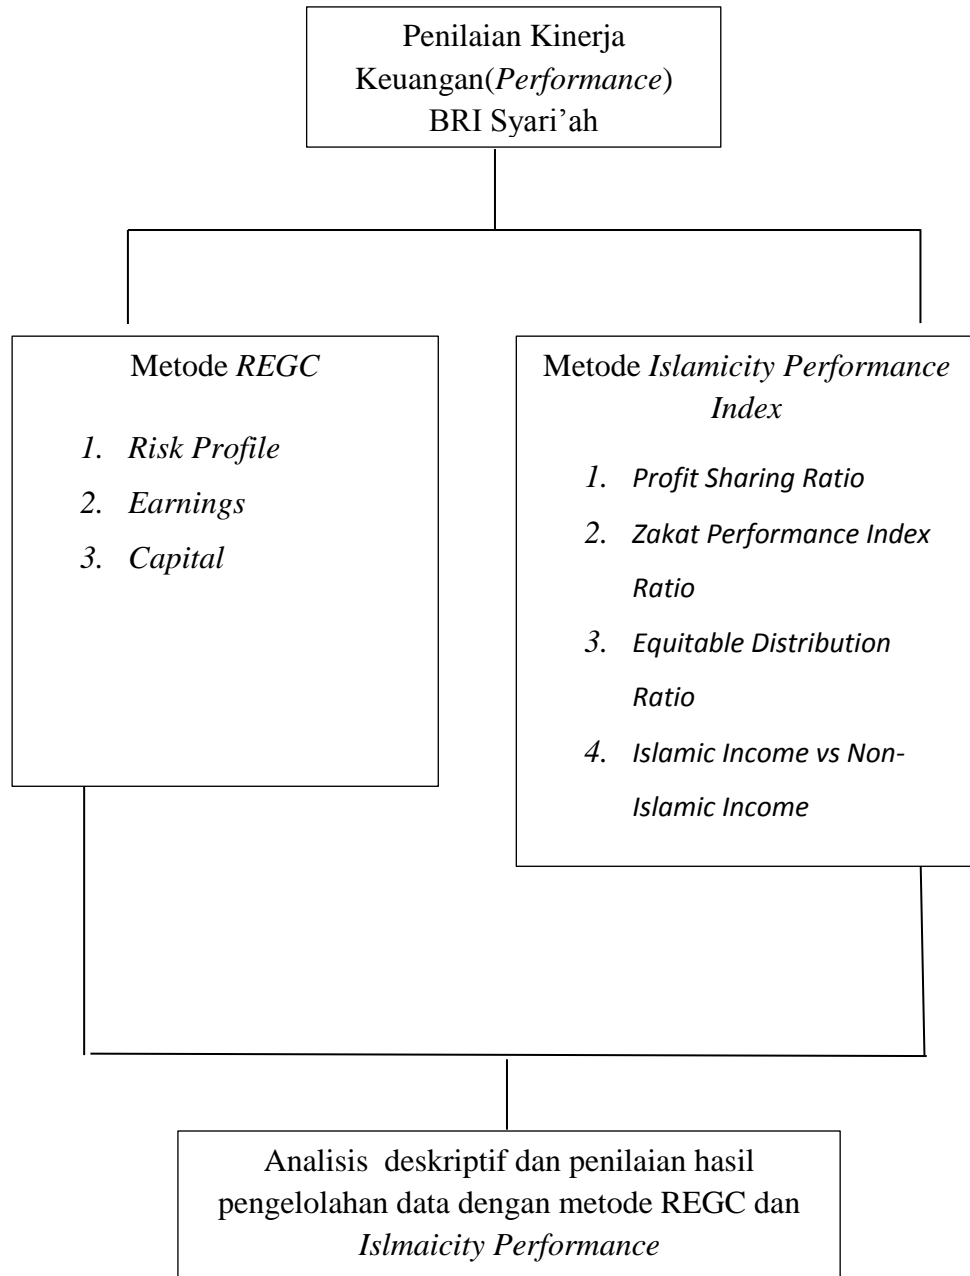 Penilaian Kinerja
Keuangan(Performance)
BRI Syari’ah
Metode REGC
1. Risk Profile
2. Earnings
3. Capital
Metode Islamicity Performance
Index
1. Profit Sharing Ratio
2. Zakat Performance Index
Ratio
3. Equitable Distribution
Ratio
4. Islamic Income vs Non-
Islamic Income
Analisis deskriptif dan penilaian hasil
pengelolahan data dengan metode REGC dan
Islmaicity Performance